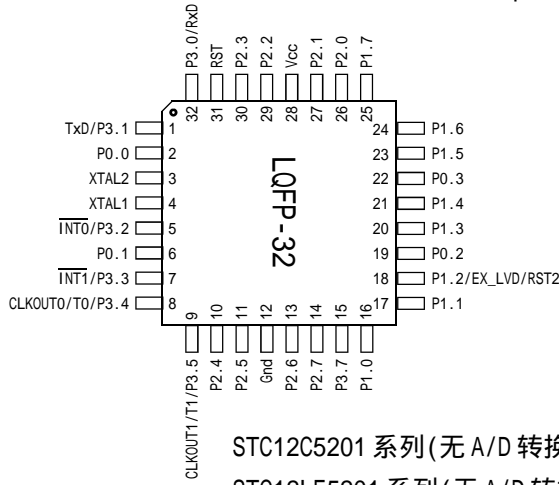 P3.0/RxD
RST
P2.3
P2.2
Vcc
P2.1
P2.0
P1.7
32 31 30 29 28 27 26 25
TxD/P3.1 1
P0.0 2
XTAL2 3
XTAL1 4
INT0/P3.2 5
P0.1 6
INT1/P3.3 7
CLKOUT0/T0/P3.4 8
LQFP-32
24 P1.6
23 P1.5
22 P0.3
21 P1.4
20 P1.3
19 P0.2
18 P1.2/EX_LVD/RST2
17 P1.1
9 10 11 12 13 14 15 16
CLKOUT1/T1/P3.5
P2.4
P2.5
Gnd
P2.6
P2.7
P3.7
P1.0
STC12C5201 系列(无 A/D 转换